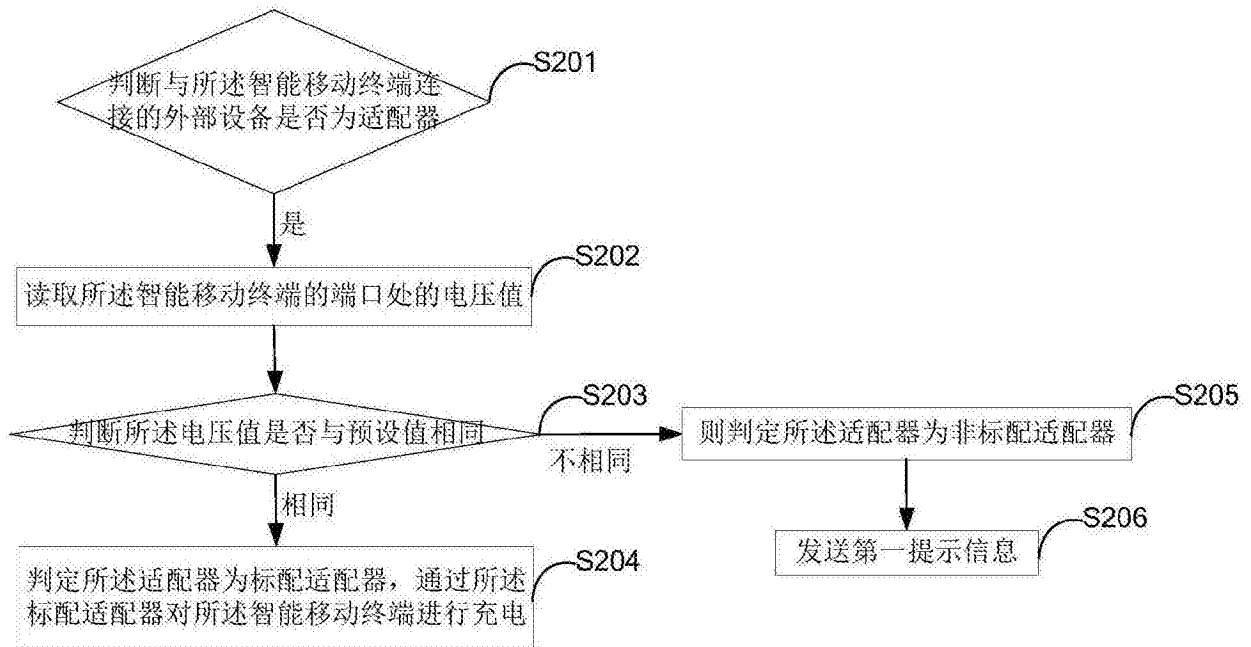 判断与所述智能移动终端连
接的外部设备是否为适配器
S201
是
S202
读取所述智能移动终端的端口处的电压值
S203
判断所述电压值是否与预设值相同
不相同
S205
则判定所述适配器为非标配适配器
相同
S206
发送第一提示信息
S204
判定所述适配器为标配适配器，通过所述
标配适配器对所述智能移动终端进行充电